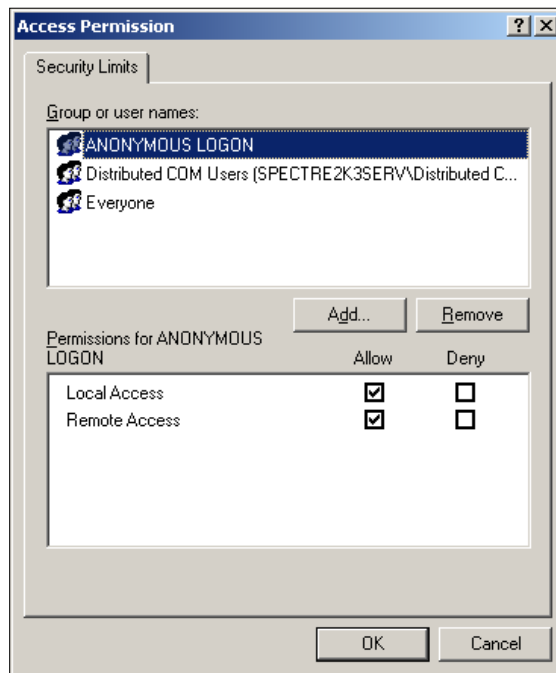 Access Permission
Security Limits
Group or user names:
ANONYMOUS LOGON
Distributed COM Users (SPECTRE2K3SERV\Distributed C...
Everyone
Add...
Remove
Permissions for ANONYMOUS
LOGON
Allow
Deny
Local Access
Remote Access
OK
Cancel